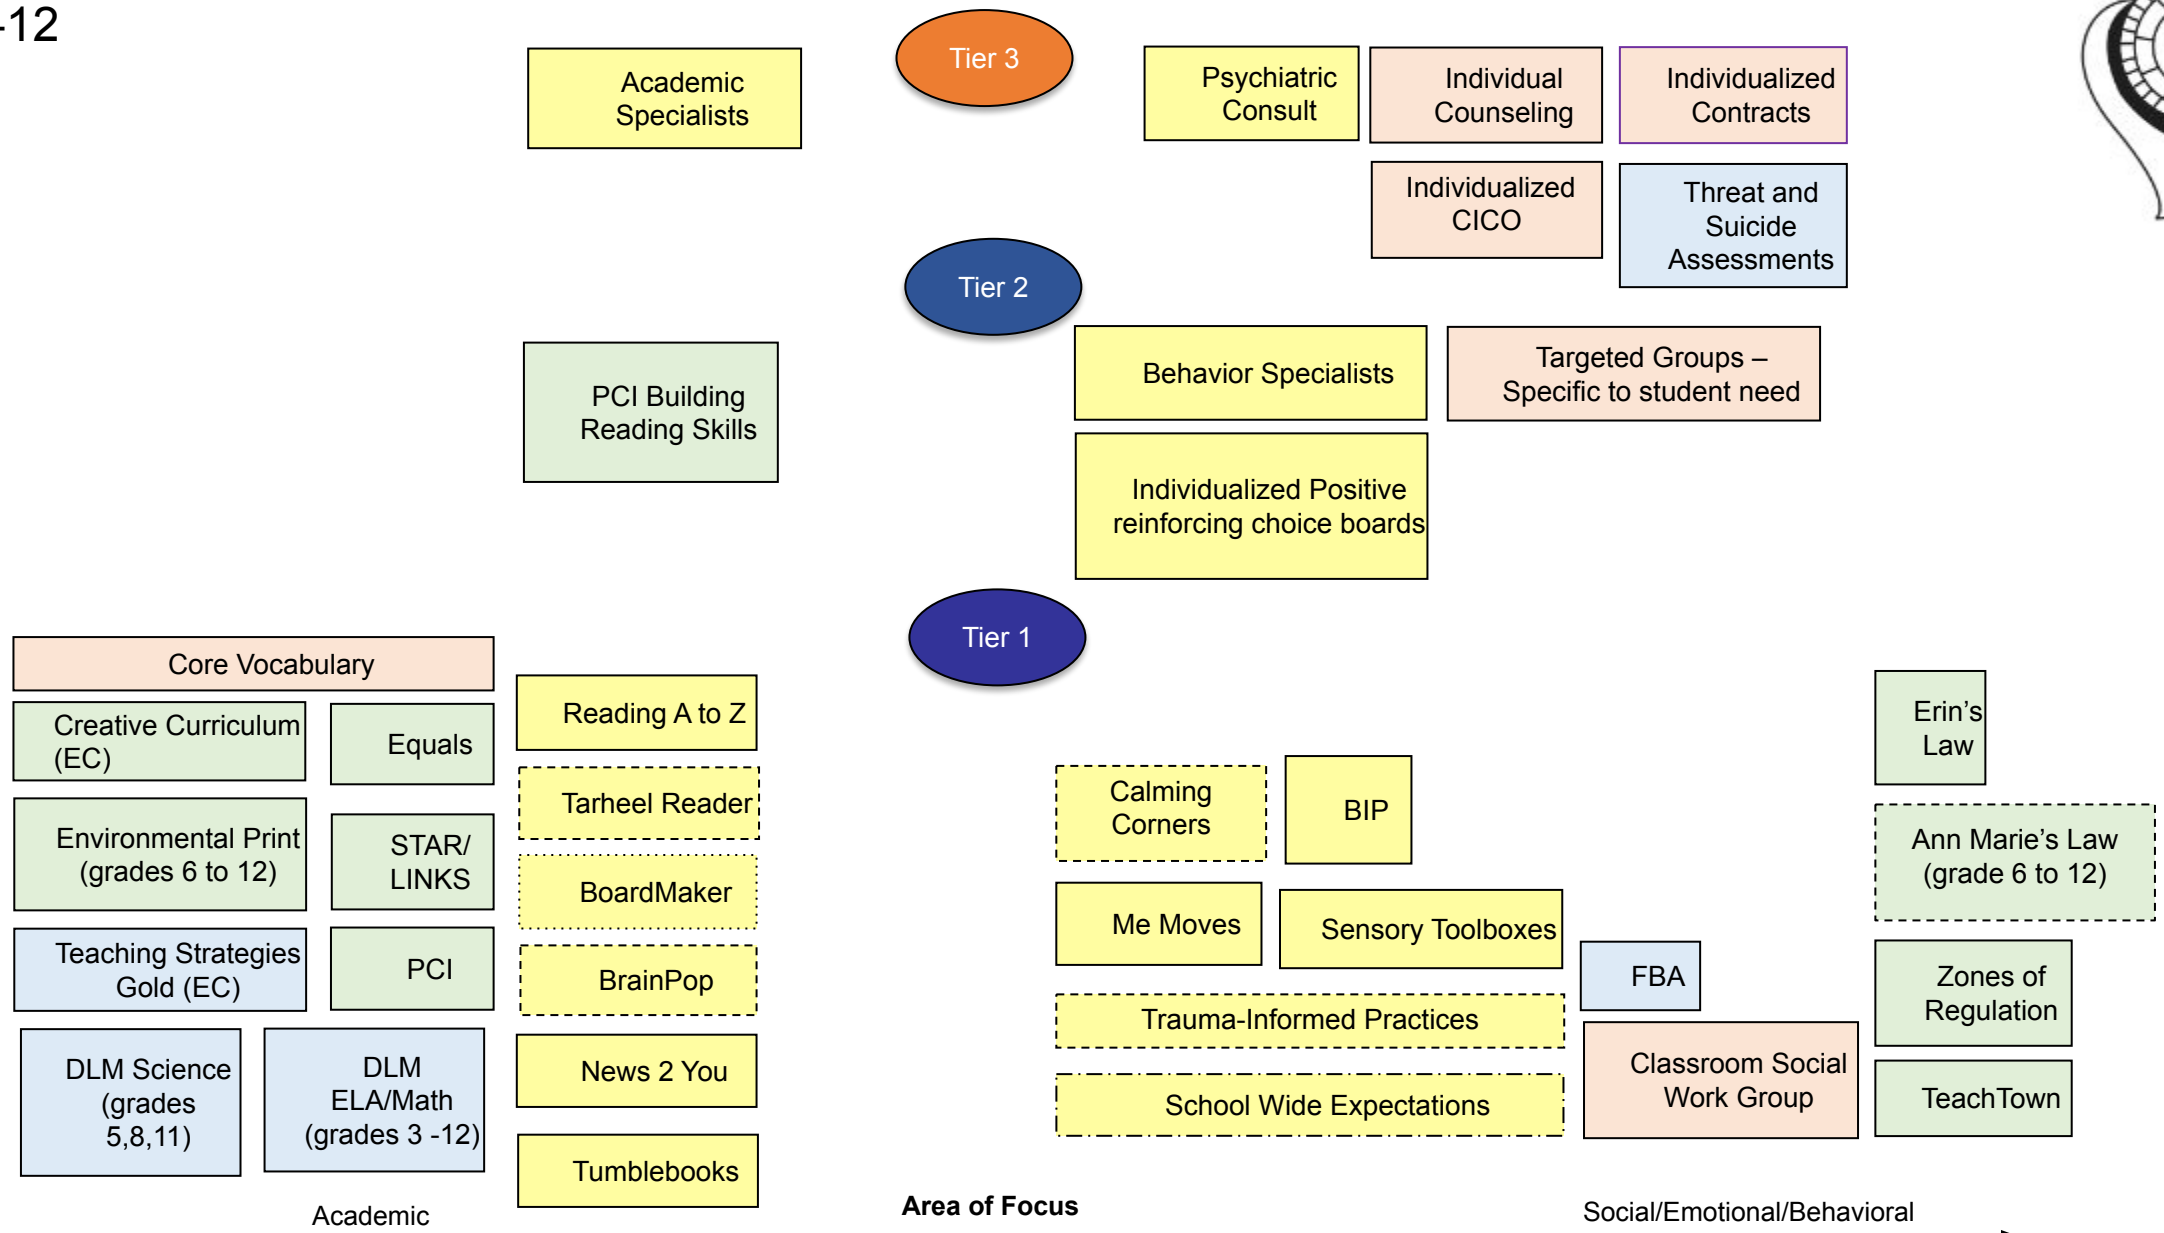 -12
Academic
Specialists
Tier 3
Psychiatric
Consult
Individual
Counseling
Individualized
Contracts
Individualized
CICO
Threat and
Suicide
Assessments
Tier 2
PCI Building
Reading Skills
Behavior Specialists
Targeted Groups –
Specific to student need
Individualized Positive
reinforcing choice boards
Tier 1
Core Vocabulary
Creative Curriculum
(EC)
Equals
Reading A to Z
Environmental Print
(grades 6 to 12)
STAR/
LINKS
Tarheel Reader
BoardMaker
Teaching Strategies
Gold (EC)
PCI
BrainPop
DLM Science
(grades
5,8,11)
DLM
ELA/Math
(grades 3 -12)
News 2 You
Tumblebooks
Calming
Corners
BIP
Me Moves
Sensory Toolboxes
Trauma-Informed Practices
School Wide Expectations
FBA
Classroom Social
Work Group
Erin's
Law
Ann Marie's Law
(grade 6 to 12)
Zones of
Regulation
TeachTown
Academic
Area of Focus
Social/Emotional/Behavioral